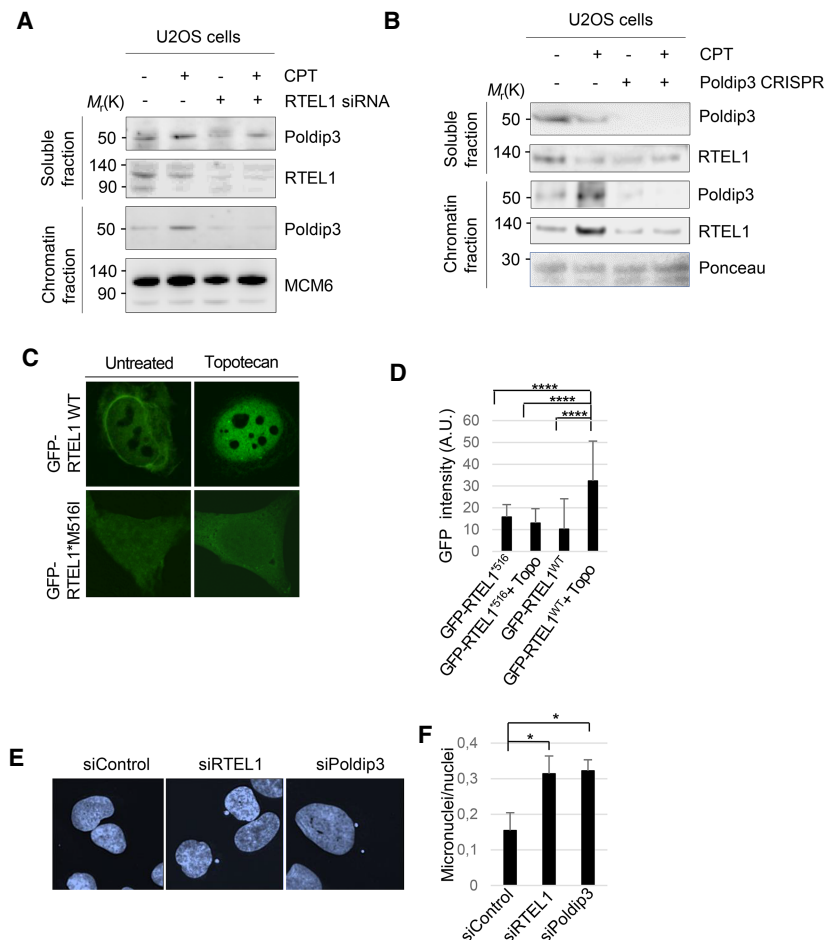 A
U2OS cells
- + - + CPT
Mr(K) - - + + RTEL1 siRNA
Soluble fraction
50 Poldip3
140
90
RTEL1
Chromatin fraction
50 Poldip3
140
90
MCM6
B
U2OS cells
- + - + CPT
Mr(K) - - + + Poldip3 CRISPR
Soluble fraction
50 Poldip3
140 RTEL1
Chromatin fraction
50 Poldip3
140 RTEL1
30 Ponceau
C
Untreated Topotecan
GFP-
RTEL1 WT
GFP-
RTEL1*M516I
D
****
****
****
GFP intensity (A.U.)
60
50
40
30
20
10
0
GFP-RTEL1*516
GFP-RTEL1*516+ Topo
GFP-RTEL1WT
GFP-RTEL1WT+ Topo
E
siControl siRTEL1 siPoldip3
F
*
*
Micronuclei/nuclei
0,4
0,3
0,2
0,1
0
siControl
siRTEL1
siPoldip3